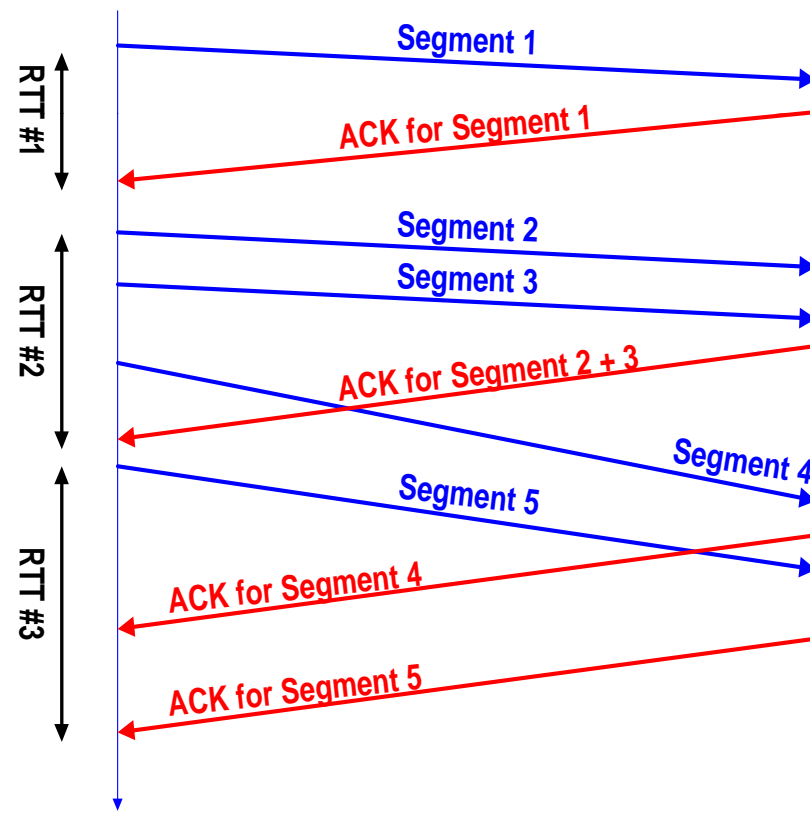 Segment 1
RTT #1
ACK for Segment 1
Segment 2
Segment 3
RTT #2
ACK for Segment 2 + 3
Segment 4
Segment 5
RTT #3
ACK for Segment 4
ACK for Segment 5